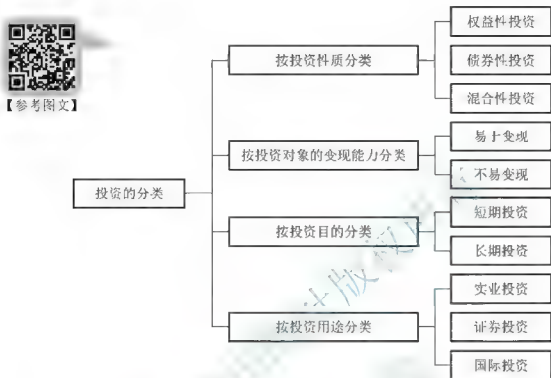 【参考图文】
投资的分类
按投资性质分类
权益性投资
债券性投资
混合性投资
按投资对象的变现能力分类
易于变现
不易变现
按投资目的分类
短期投资
长期投资
按投资用途分类
实业投资
证券投资
国际投资